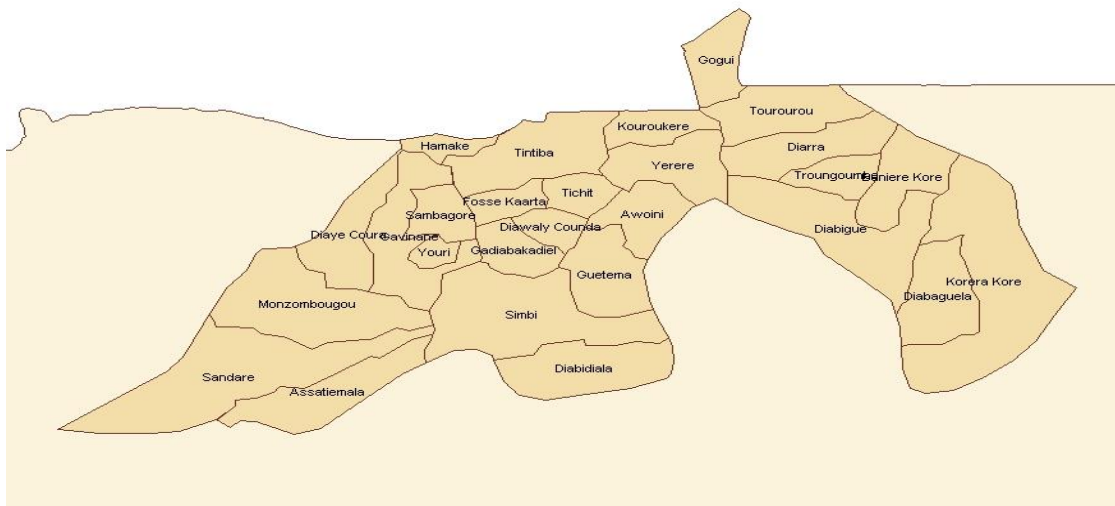 Gogui
Tourourou
Kouroukere
Hamake
Tintiba
Diarra
Yerere
Troungoumbe
Baniere Kore
Tichit
Fosse Kaarta
Sambagore
Awoini
Diawaly Counda
Diabigue
Diaye Coura
Gavinane
Youri
Gadiabakadiel
Guetema
Korera Kore
Diabaguela
Monzombougou
Simbi
Diabidiala
Sandare
Assatiemala